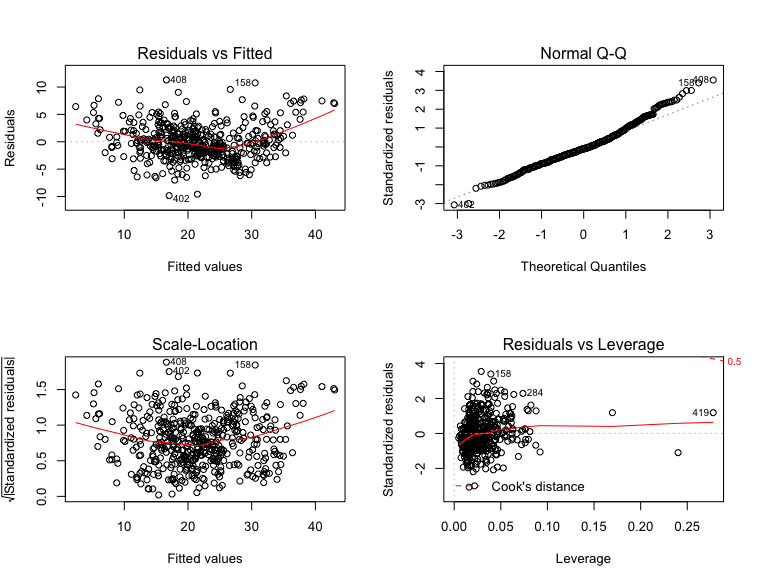 Residuals vs Fitted
Residuals
10
5
0
-5
-10
408
158
402
10 20 30 40
Fitted values
Normal Q-Q
Standardized residuals
4
3
2
1
-1
-3
158
408
402
-3 -2 -1 0 1 2 3
Theoretical Quantiles
Scale-Location
√|Standardized residuals|
1.5
1.0
0.5
0.0
408
402
158
10 20 30 40
Fitted values
Residuals vs Leverage
Standardized residuals
4
2
0
-2
158
284
419
0.5
Cook's distance
0.00 0.05 0.10 0.15 0.20 0.25
Leverage